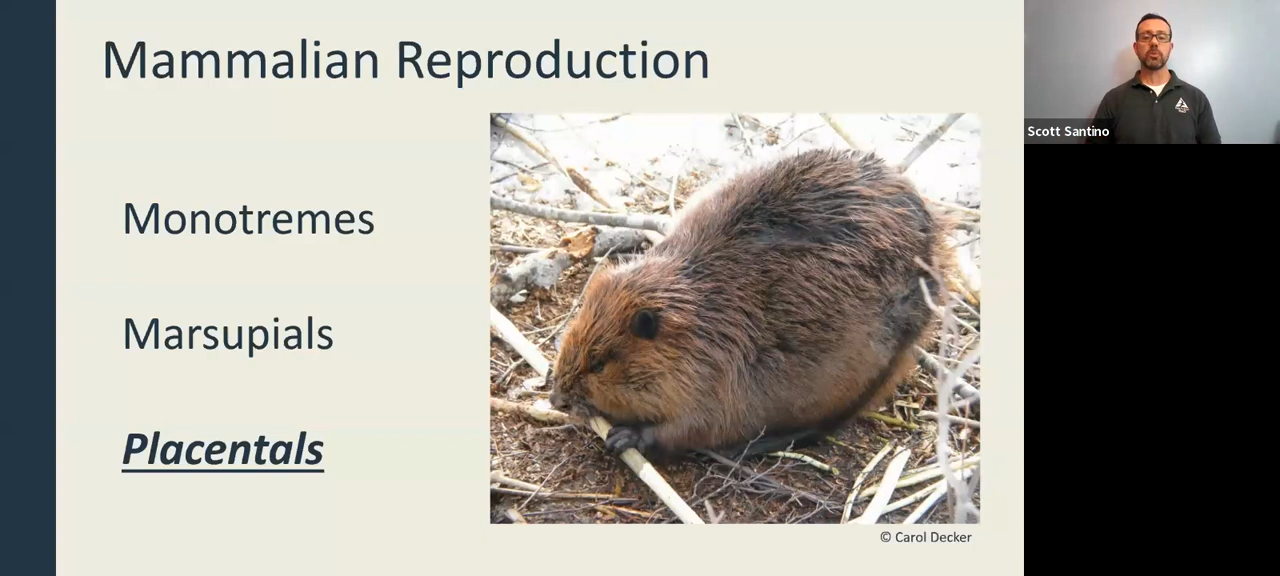 Mammalian Reproduction
Monotremes
Marsupials
Placentals
© Carol Decker
Scott Santino